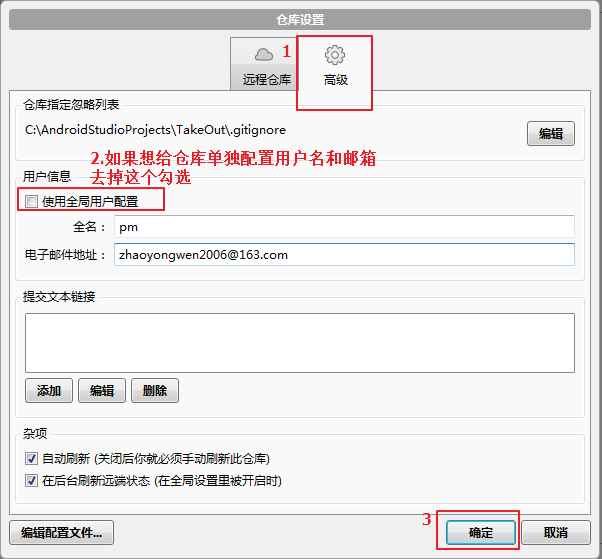 仓库设置
1
远程仓库
高级
仓库指定忽略列表
C:\AndroidStudioProjects\TakeOut\.gitignore
编辑
2.如果想给仓库单独配置用户名和邮箱
去掉这个勾选
用户信息
使用全局用户配置
全名： pm
电子邮件地址： zhaoyongwen2006@163.com
提交文本链接
添加 编辑 删除
杂项
自动刷新 (关闭后你就必须手动刷新此仓库)
在后台刷新远端状态 (在全局设置里被开启时)
3
编辑配置文件... 确定 取消